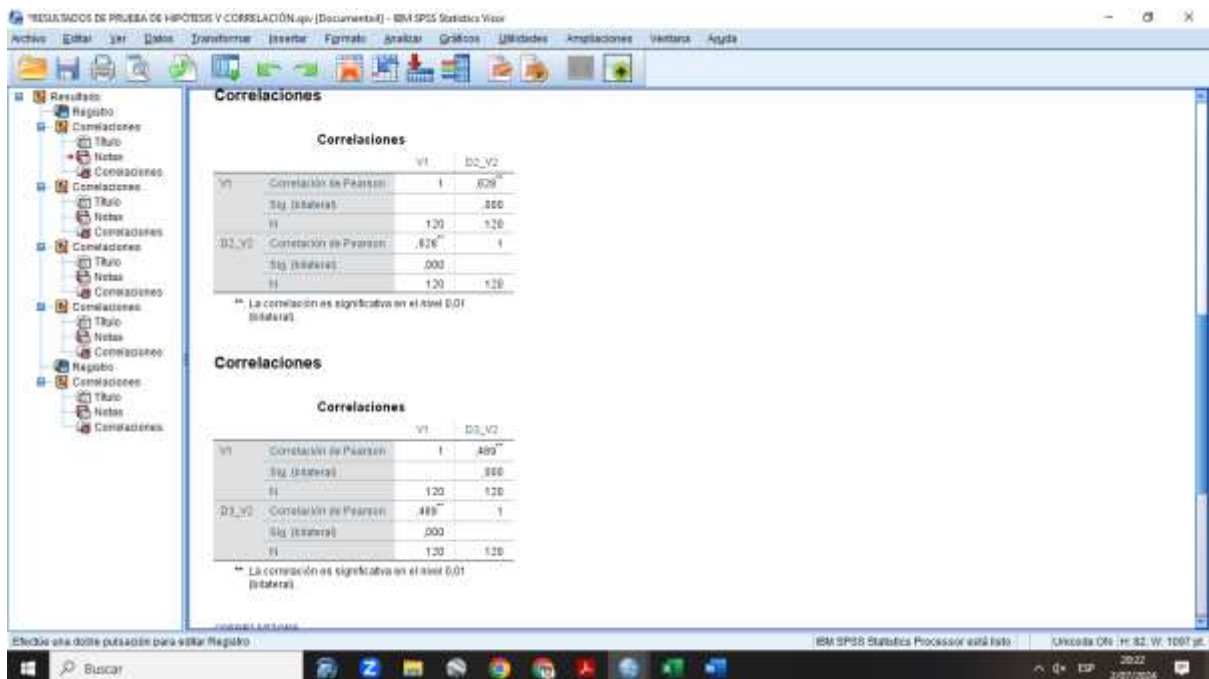 *RESULTADOS DE PRUEBA DE HIPÓTESIS Y CORRELACIÓN.spv [Documento4] - IBM SPSS Statistics Visor
Archivo Editar Ver Datos Transformar Insertar Formato Analizar Gráficos Utilidades Ampliaciones Ventana Ayuda
Resultado
Registro
Correlaciones
Título
Notas
Correlaciones
Correlaciones
Título
Notas
Correlaciones
Correlaciones
Título
Notas
Correlaciones
Correlaciones
Título
Notas
Correlaciones
Registro
Correlaciones
Título
Notas
Correlaciones
Correlaciones
Correlaciones
V1 D2_V2
V1 Correlación de Pearson 1 **
Sig. (bilateral) ,000
N 120 120
D2_V2 Correlación de Pearson ** 1
Sig. (bilateral) ,000
N 120 120
**. La correlación es significativa en el nivel 0,01
(bilateral).
Correlaciones
Correlaciones
V1 D3_V2
V1 Correlación de Pearson 1 ,489**
Sig. (bilateral) ,000
N 120 120
D3_V2 Correlación de Pearson ,489** 1
Sig. (bilateral) ,000
N 120 120
**. La correlación es significativa en el nivel 0,01
(bilateral).
Efectúe una doble pulsación para editar Registro IBM SPSS Statistics Processor está listo Unicode ON H: 82, W: 1097 pt.
Buscar ESP 20:22
2/07/2024